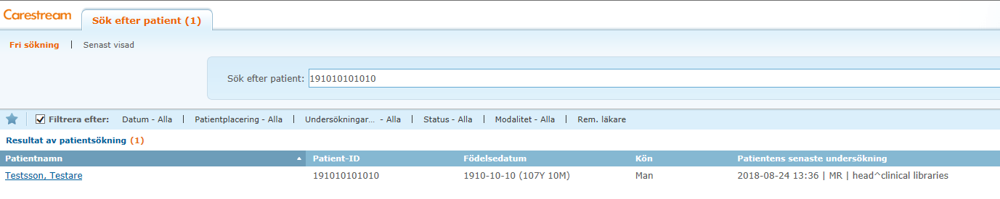 Carestream
Sök efter patient (1)
Fri sökning | Senast visad
Sök efter patient: 191010101010
Filtrera efter: Datum - Alla | Patientplacering - Alla | Undersökningar... - Alla | Status - Alla | Modalitet - Alla | Rem. läkare
Resultat av patientsökning (1)
Patientnamn Patient-ID Födelsedatum Kön Patientens senaste undersökning
Testsson, Testare 191010101010 1910-10-10 (107Y 10M) Man 2018-08-24 13:36 | MR | head^clinical libraries